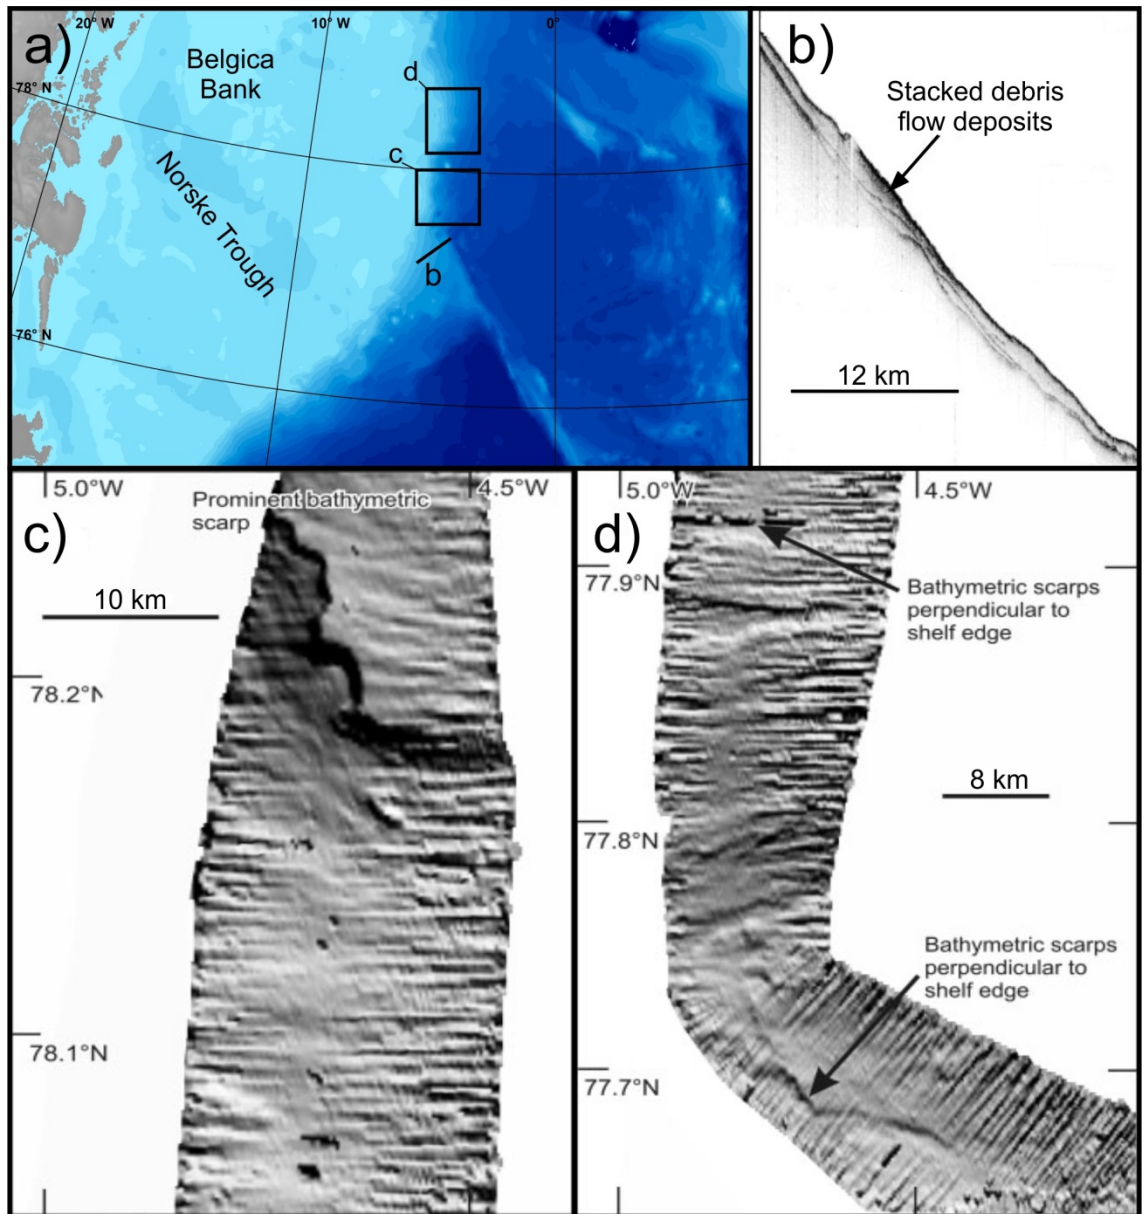 a)
20° W
10° W
0°
Belgica
Bank
78° N
d
c
Norske Trough
b
76° N
b)
Stacked debris
flow deposits
12 km
c)
5.0°W
4.5°W
Prominent bathymetric
scarp
10 km
78.2°N
78.1°N
d)
5.0°W
4.5°W
77.9°N
Bathymetric scarps
perpendicular to
shelf edge
8 km
77.8°N
Bathymetric scarps
perpendicular to
shelf edge
77.7°N